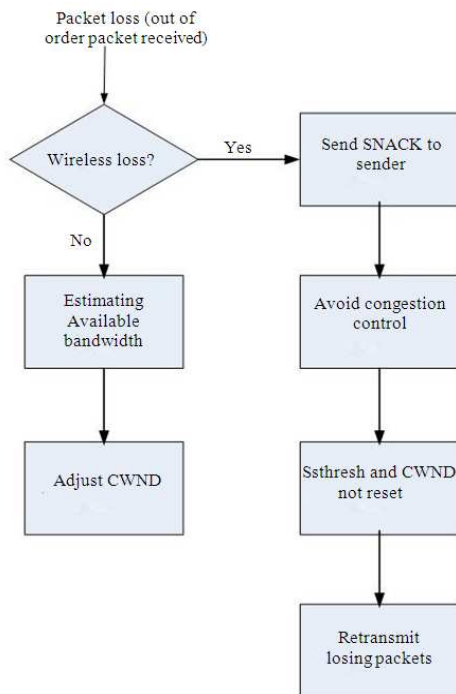 Packet loss (out of
order packet received)
Wireless loss?
Yes
Send SNACK to
sender
No
Estimating
Available
bandwidth
Avoid congestion
control
Adjust CWND
Ssthresh and CWND
not reset
Retransmit
losing packets